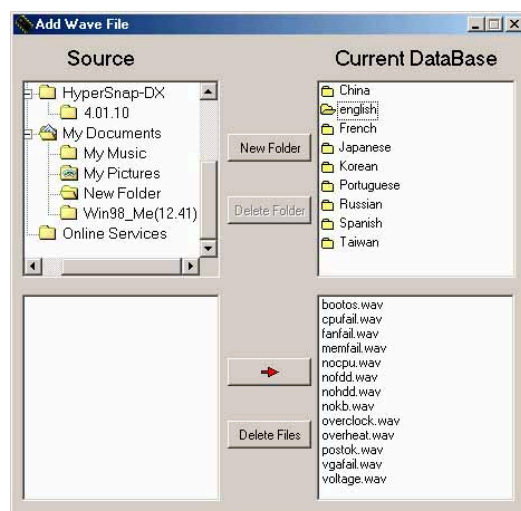 Add Wave File
Source
Current DataBase
HyperSnap-DX
4.01.10
My Documents
My Music
My Pictures
New Folder
Win98_Me(12.41)
Online Services
New Folder
Delete Folder
China
english
French
Japanese
Korean
Portuguese
Russian
Spanish
Taiwan
Delete Files
bootos.wav
cpufail.wav
fanfail.wav
memfail.wav
nocpu.wav
nofdd.wav
nohdd.wav
nokb.wav
overclock.wav
overheat.wav
postok.wav
vgafail.wav
voltage.wav